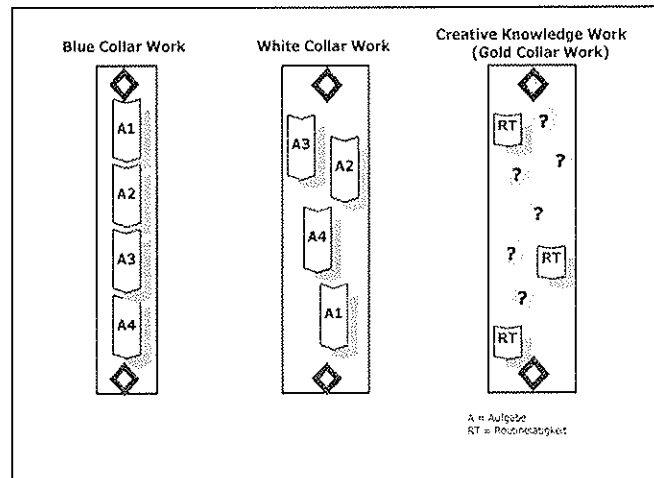 Blue Collar Work
A1
A2
A3
A4
White Collar Work
A3
A2
A4
A1
Creative Knowledge Work
(Gold Collar Work)
RT
?
?
?
?
?
RT
?
RT
A = Aufgabe
RT = Routinetätigkeit